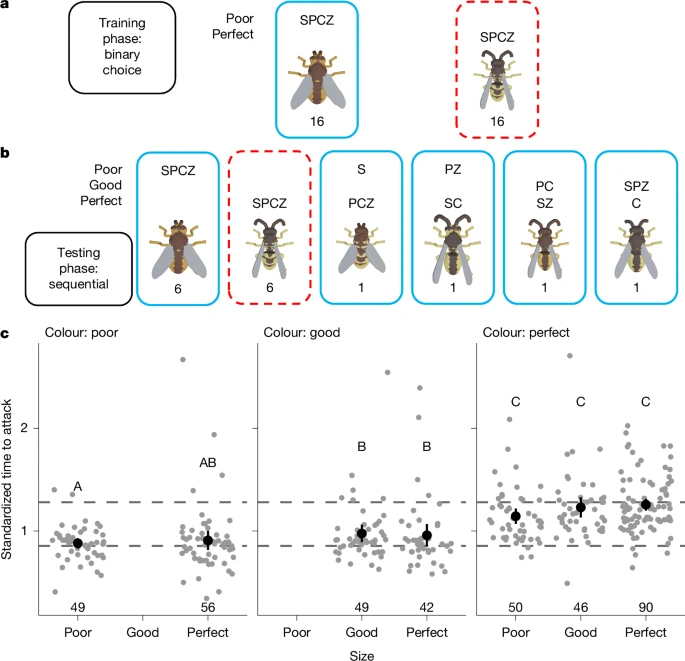 a
Training
phase:
binary
choice
Poor
Perfect
SPCZ
16
SPCZ
16
b
Poor
Good
Perfect
Testing
phase:
sequential
SPCZ
6
SPCZ
6
S
PCZ
1
PZ
SC
1
PC
SZ
1
SPZ
C
1
c
Colour: poor
Colour: good
Colour: perfect
Standardized time to attack
2
1
A
AB
B
B
C
C
C
49
56
49
42
50
46
90
Poor
Good
Perfect
Poor
Good
Perfect
Poor
Good
Perfect
Size